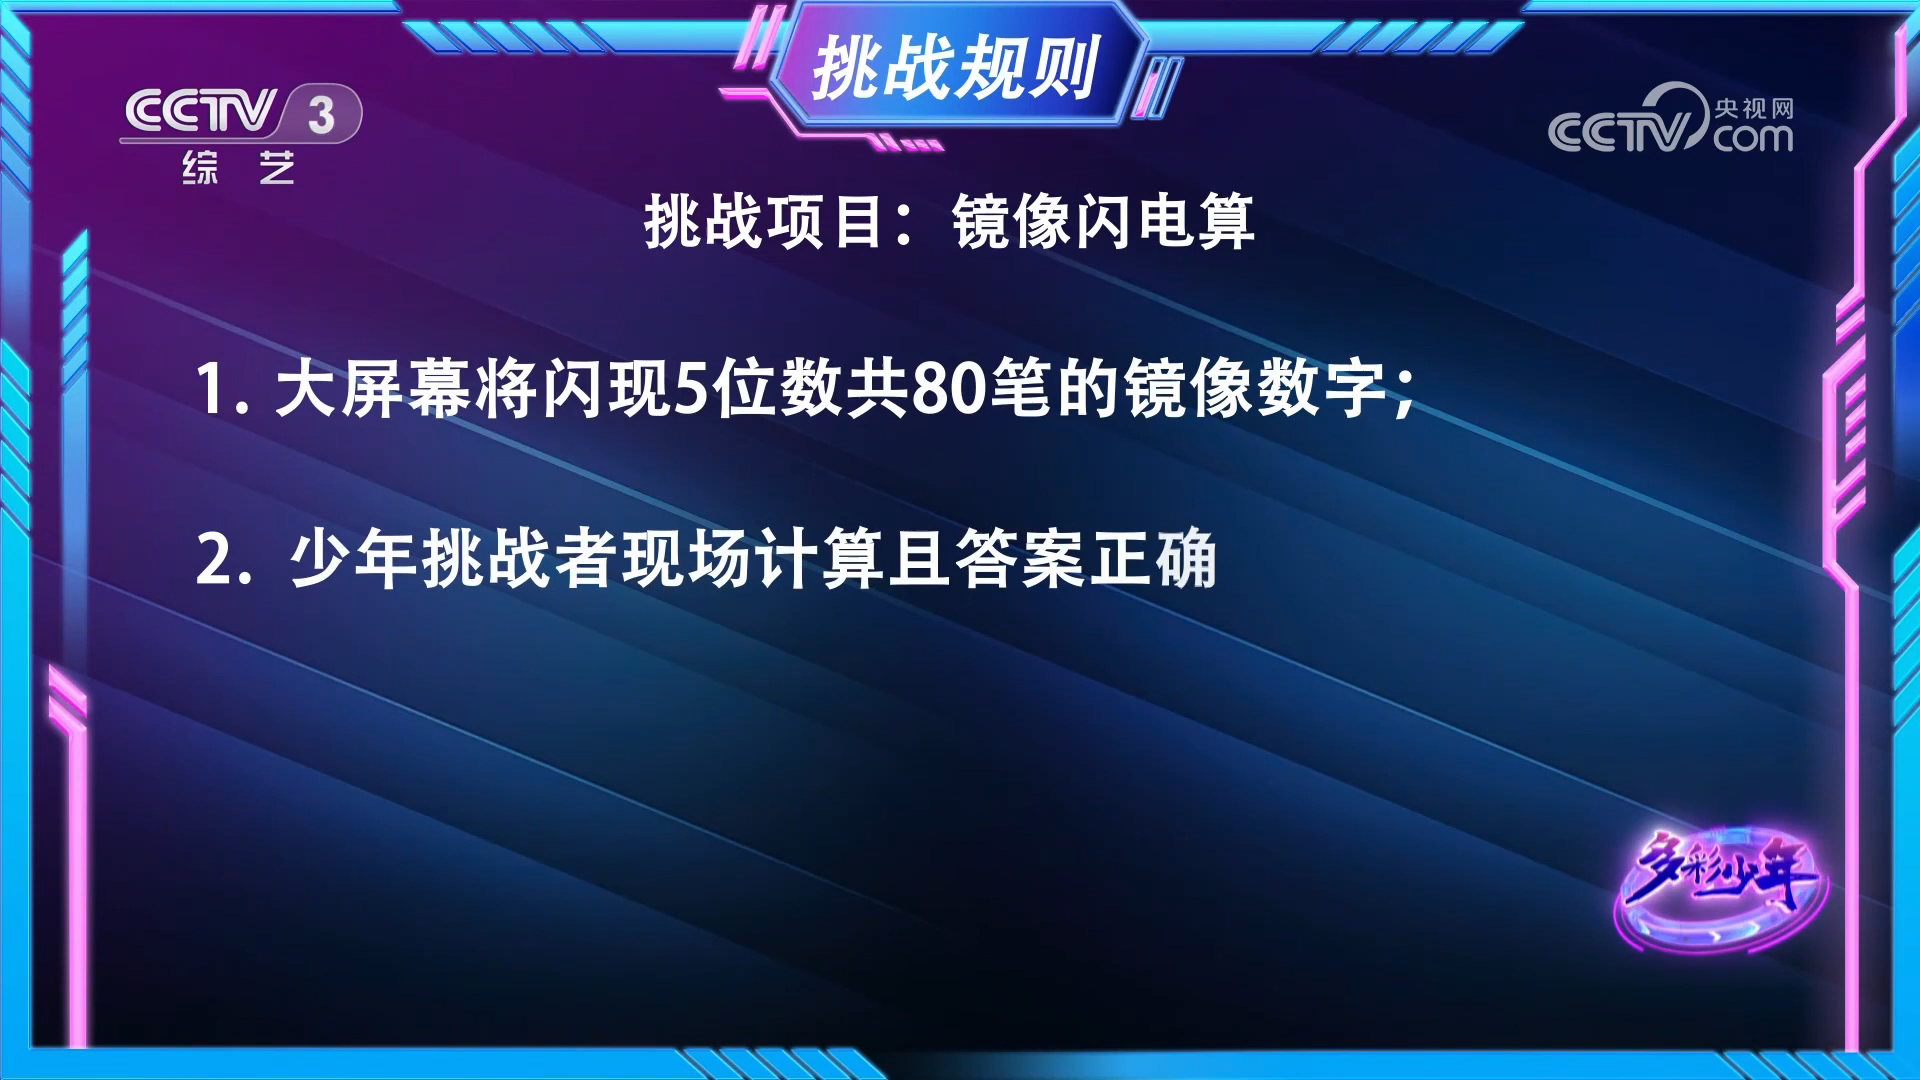 挑战规则
CCTV 3
综 艺
央视网
CCTV com
挑战项目：镜像闪电算
1. 大屏幕将闪现5位数共80笔的镜像数字；
2. 少年挑战者现场计算且答案正确
多彩少年